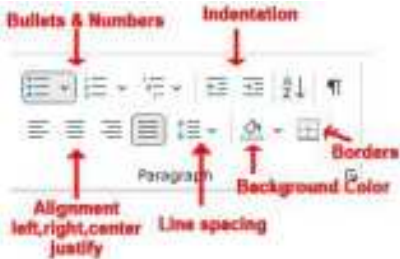 Bullets & Numbers
Indentation
Borders
Paragraph
Background Color
Alignment
left,right,center
justify
Line spacing